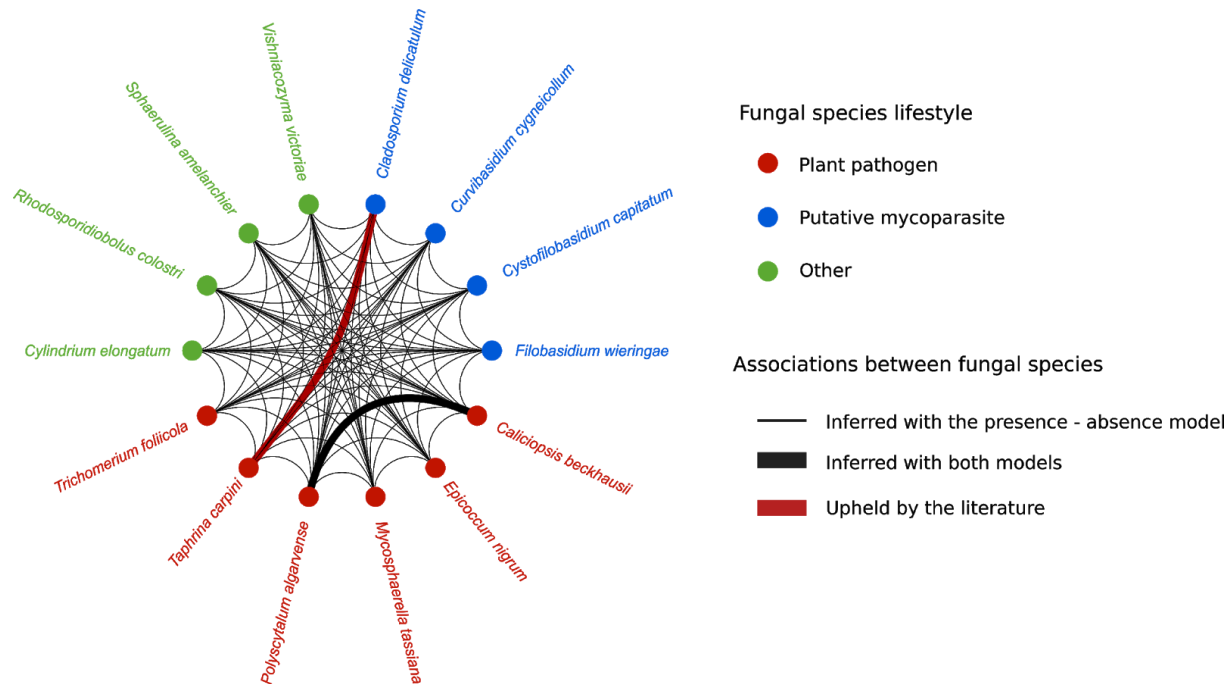 Vishniacozyma victoriae
Cladosporium delicatulum
Sphaerulina amelanchier
Curvibasidium cygneicollum
Rhodosporidiobolus colostri
Cystofilobasidium capitatum
Cylindrium elongatum
Filobasidium wieringae
Trichomerium foliicola
Caliciopsis beckhausii
Taphrina carpini
Epicoccum nigrum
Polyscytalum algarvense
Mycosphaerella tassiana
Fungal species lifestyle
Plant pathogen
Putative mycoparasite
Other
Associations between fungal species
Inferred with the presence - absence model
Inferred with both models
Upheld by the literature